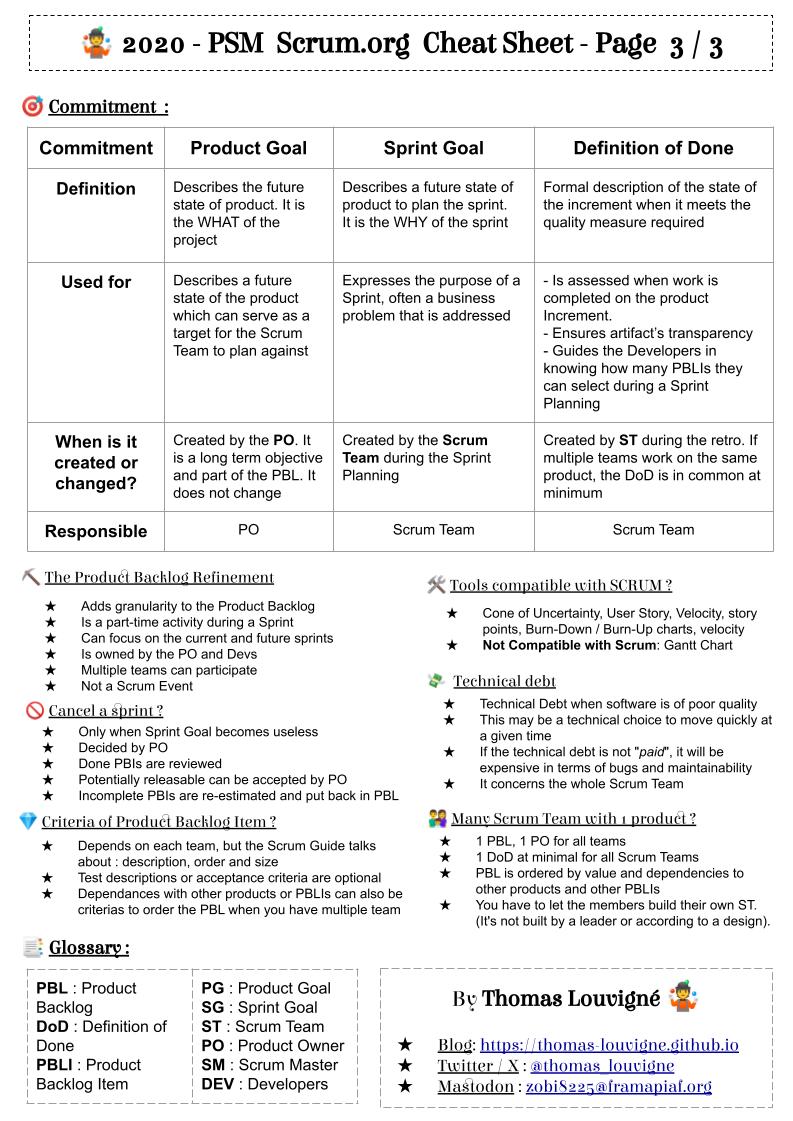 2020 - PSM Scrum.org Cheat Sheet - Page 3 / 3
Commitment :
Commitment
Product Goal
Sprint Goal
Definition of Done
Definition
Describes the future
state of product. It is
the WHAT of the
project
Describes a future state of
product to plan the sprint.
It is the WHY of the sprint
Formal description of the state of
the increment when it meets the
quality measure required
Used for
Describes a future
state of the product
which can serve as a
target for the Scrum
Team to plan against
Expresses the purpose of a
Sprint, often a business
problem that is addressed
- Is assessed when work is
completed on the product
Increment.
- Ensures artifact's transparency
- Guides the Developers in
knowing how many PBLIs they
can select during a Sprint
Planning
When is it
created or
changed?
Created by the PO. It
is a long term objective
and part of the PBL. It
does not change
Created by the Scrum
Team during the Sprint
Planning
Created by ST during the retro. If
multiple teams work on the same
product, the DoD is in common at
minimum
Responsible
PO
Scrum Team
Scrum Team
The Product Backlog Refinement
★ Adds granularity to the Product Backlog
★ Is a part-time activity during a Sprint
★ Can focus on the current and future sprints
★ Is owned by the PO and Devs
★ Multiple teams can participate
★ Not a Scrum Event
Cancel a sprint ?
★ Only when Sprint Goal becomes useless
★ Decided by PO
★ Done PBIs are reviewed
★ Potentially releasable can be accepted by PO
★ Incomplete PBIs are re-estimated and put back in PBL
Criteria of Product Backlog Item ?
★ Depends on each team, but the Scrum Guide talks
about : description, order and size
★ Test descriptions or acceptance criteria are optional
★ Dependances with other products or PBLIs can also be
criterias to order the PBL when you have multiple team
Tools compatible with SCRUM ?
★ Cone of Uncertainty, User Story, Velocity, story
points, Burn-Down / Burn-Up charts, velocity
★ Not Compatible with Scrum: Gantt Chart
Technical debt
★ Technical Debt when software is of poor quality
★ This may be a technical choice to move quickly at
a given time
★ If the technical debt is not "paid", it will be
expensive in terms of bugs and maintainability
★ It concerns the whole Scrum Team
Many Scrum Team with 1 product ?
★ 1 PBL, 1 PO for all teams
★ 1 DoD at minimal for all Scrum Teams
★ PBL is ordered by value and dependencies to
other products and other PBLIs
★ You have to let the members build their own ST.
(It's not built by a leader or according to a design).
Glossary :
PBL : Product
Backlog
DoD : Definition of
Done
PBLI : Product
Backlog Item
PG : Product Goal
SG : Sprint Goal
ST : Scrum Team
PO : Product Owner
SM : Scrum Master
DEV : Developers
By Thomas Louvigné
★ Blog: https://thomas-louvigne.github.io
★ Twitter / X : @thomas_louvigne
★ Mastodon : zobi8225@framapiaf.org